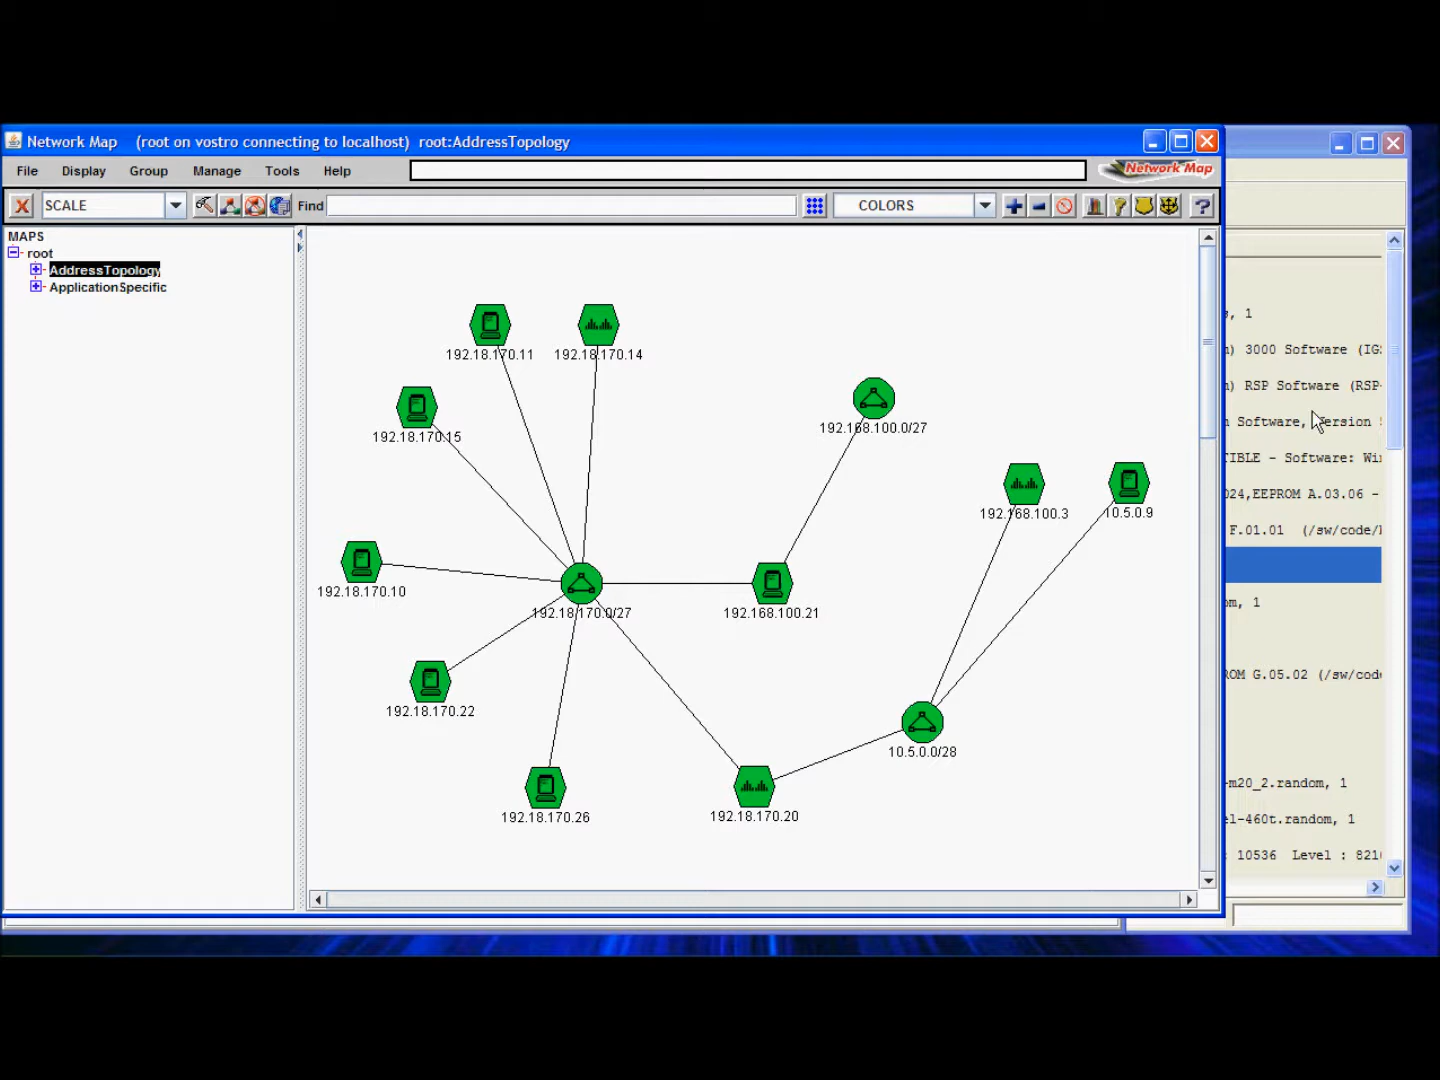 Network Map (root on vostro connecting to localhost) root:AddressTopology
File Display Group Manage Tools Help
Network Map
SCALE
Find
COLORS
MAPS
root
AddressTopology
ApplicationSpecific
192.18.170.11
192.18.170.14
192.18.170.15
192.168.100.0/27
192.168.100.3
10.5.0.9
192.18.170.10
192.18.170.0/27
192.168.100.21
192.18.170.22
10.5.0.0/28
192.18.170.26
192.18.170.20
, 1
3000 Software (IGS
RSP Software (RSP-
Software, Version
TIBLE - Software: Wi
024,EEPROM A.03.06 -
F.01.01 (/sw/code/
om, 1
ROM G.05.02 (/sw/cod
-m20_2.random, 1
el-460t.random, 1
: 10536 Level : 821